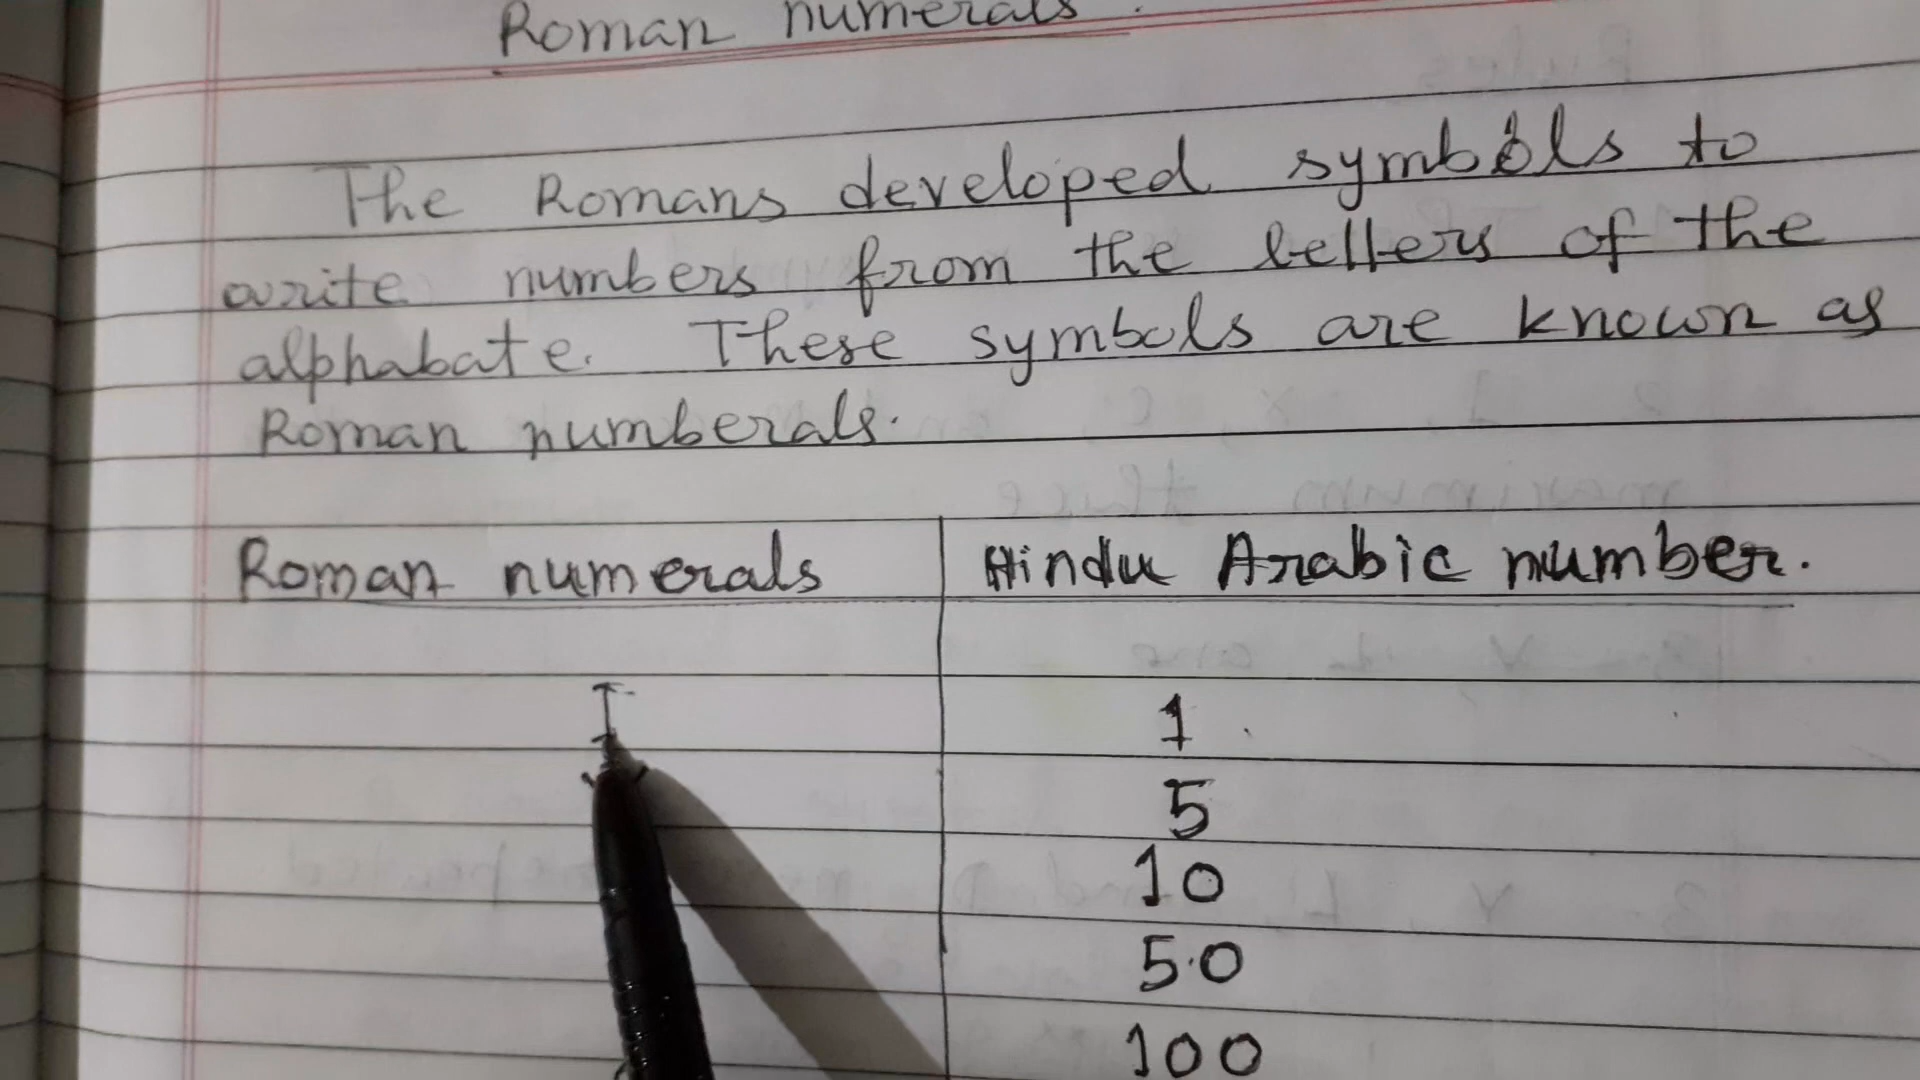 Roman numerals.
The Romans developed symbols to
write numbers from the letters of the
alphabate. These symbols are known as
Roman numberals.
Roman numerals Hindu Arabic number.
I 1
5
10
50
100